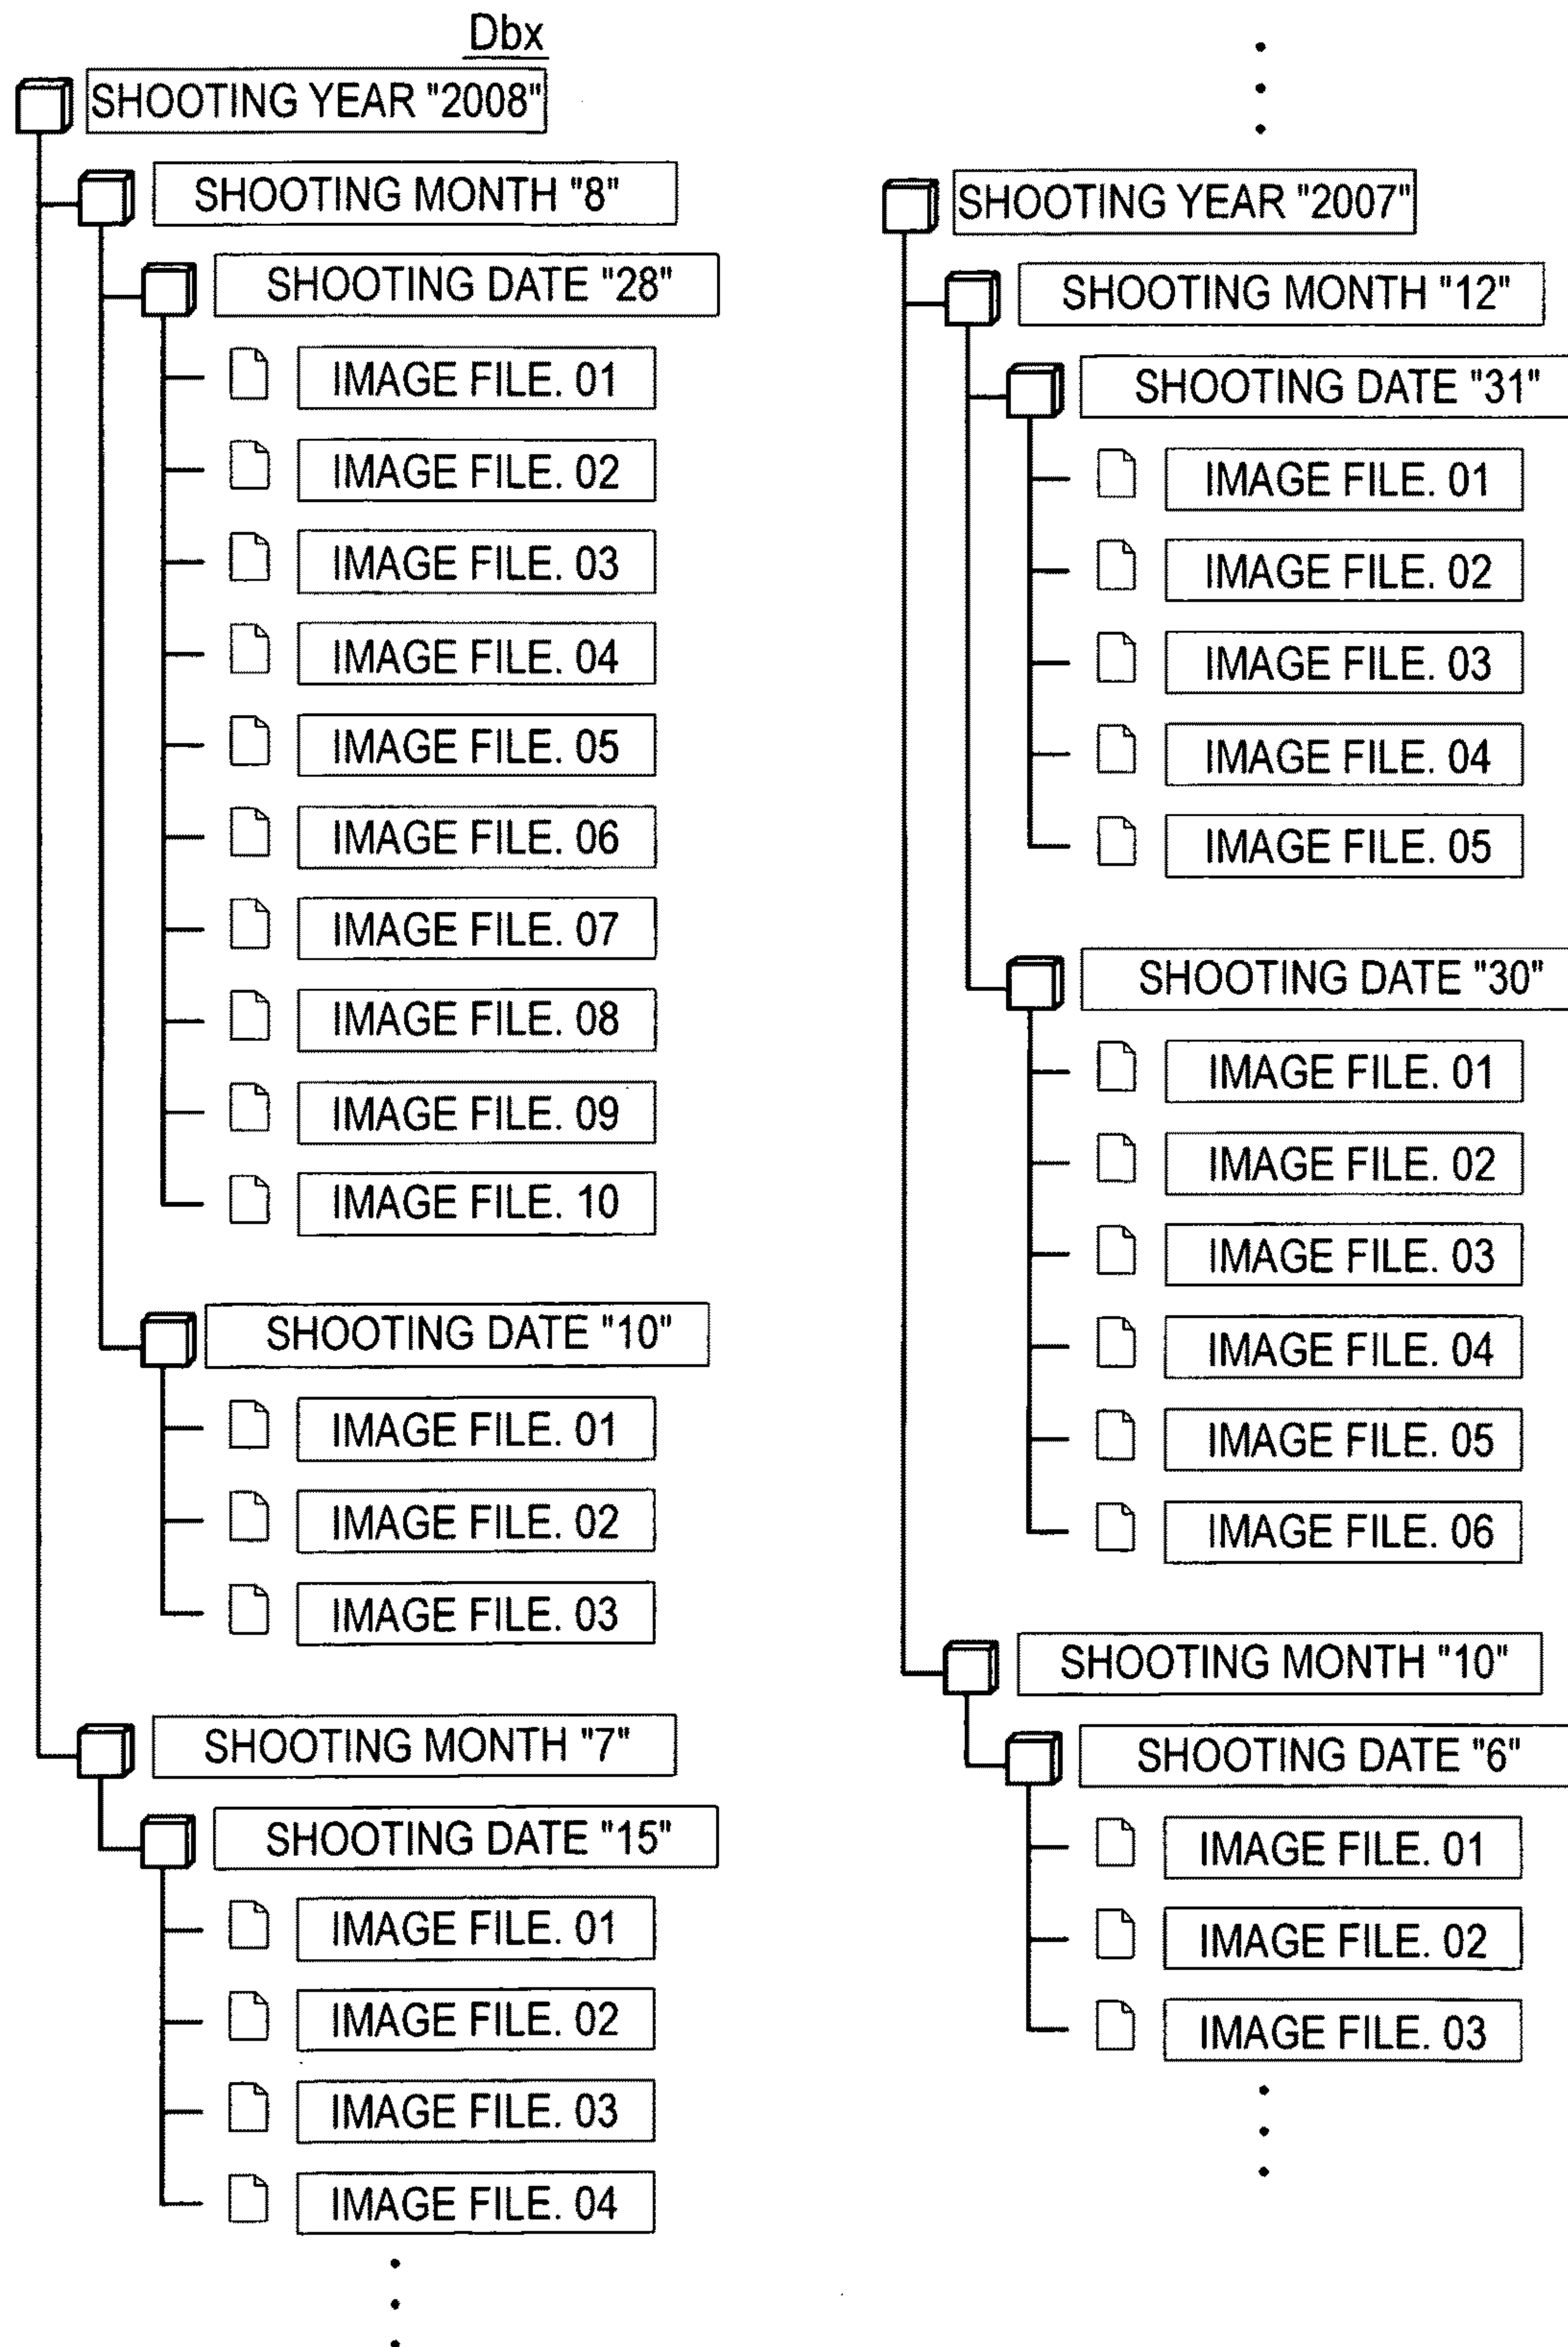 Dbx
SHOOTING YEAR "2008"
SHOOTING MONTH "8"
SHOOTING DATE "28"
IMAGE FILE. 01
IMAGE FILE. 02
IMAGE FILE. 03
IMAGE FILE. 04
IMAGE FILE. 05
IMAGE FILE. 06
IMAGE FILE. 07
IMAGE FILE. 08
IMAGE FILE. 09
IMAGE FILE. 10
SHOOTING DATE "10"
IMAGE FILE. 01
IMAGE FILE. 02
IMAGE FILE. 03
SHOOTING MONTH "7"
SHOOTING DATE "15"
IMAGE FILE. 01
IMAGE FILE. 02
IMAGE FILE. 03
IMAGE FILE. 04
SHOOTING YEAR "2007"
SHOOTING MONTH "12"
SHOOTING DATE "31"
IMAGE FILE. 01
IMAGE FILE. 02
IMAGE FILE. 03
IMAGE FILE. 04
IMAGE FILE. 05
SHOOTING DATE "30"
IMAGE FILE. 01
IMAGE FILE. 02
IMAGE FILE. 03
IMAGE FILE. 04
IMAGE FILE. 05
IMAGE FILE. 06
SHOOTING MONTH "10"
SHOOTING DATE "6"
IMAGE FILE. 01
IMAGE FILE. 02
IMAGE FILE. 03